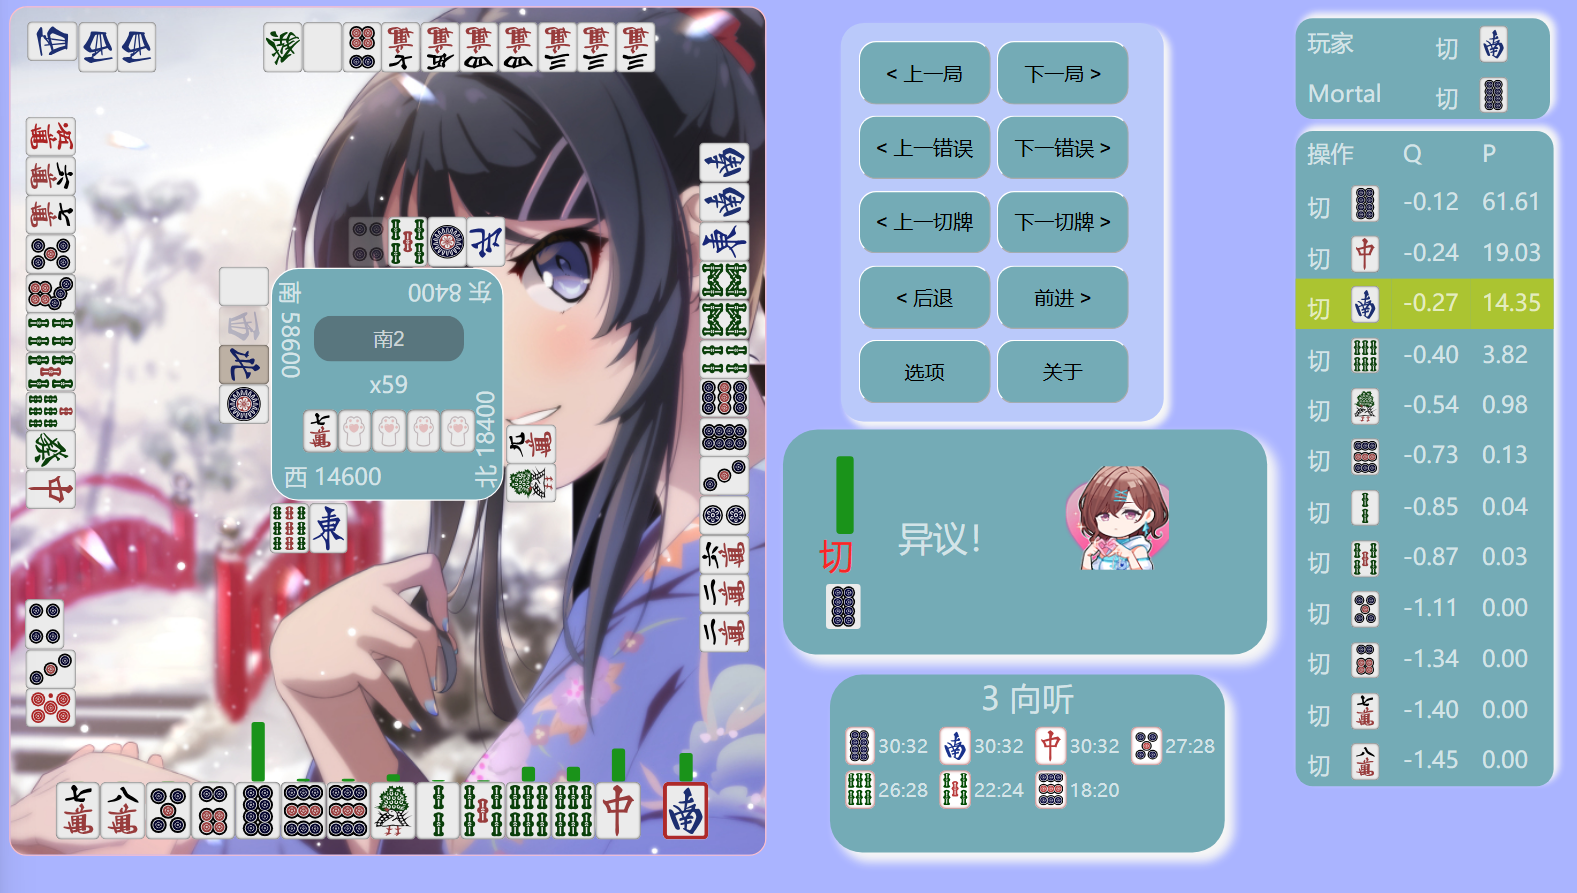 < 上一局
下一局 >
< 上一错误
下一错误 >
< 上一切牌
下一切牌 >
< 后退
前进 >
选项
关于
东 8400
南 58600
南2
x59
北 18400
西 14600
切
异议！
3 向听
30:32
30:32
30:32
27:28
26:28
22:24
18:20
玩家 切
Mortal 切
操作 Q P
切 -0.12 61.61
切 -0.24 19.03
切 -0.27 14.35
切 -0.40 3.82
切 -0.54 0.98
切 -0.73 0.13
切 -0.85 0.04
切 -0.87 0.03
切 -1.11 0.00
切 -1.34 0.00
切 -1.40 0.00
切 -1.45 0.00